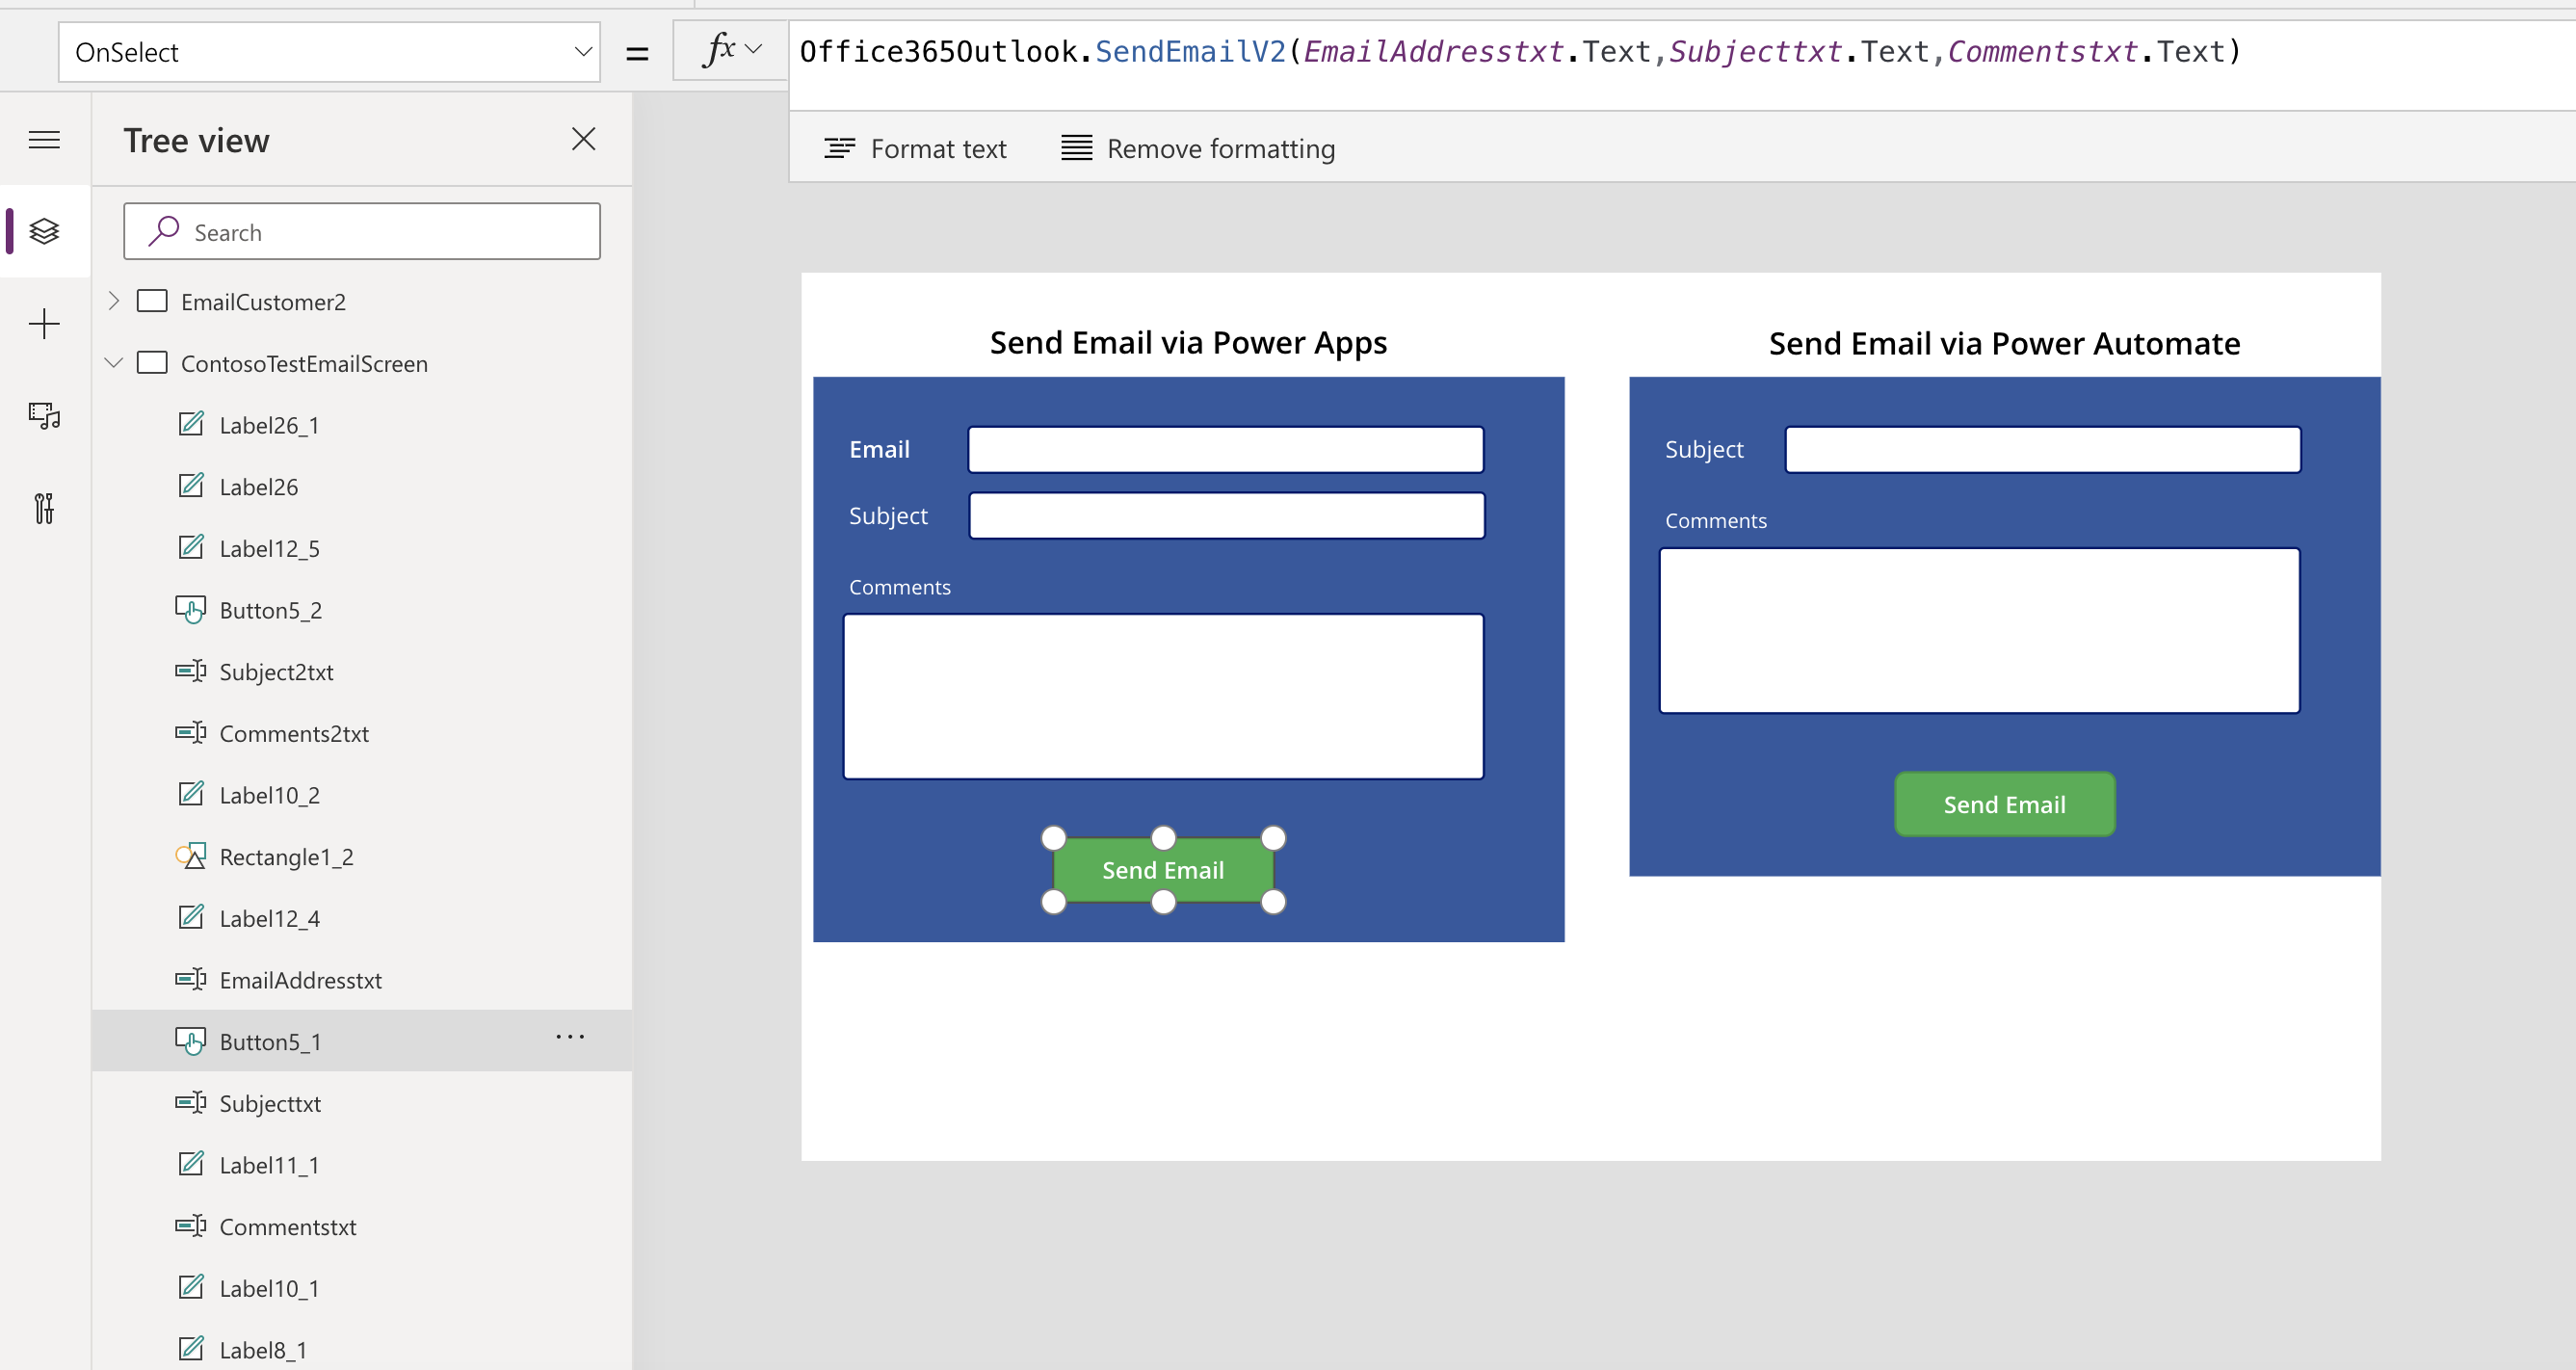 OnSelect
=
fx
Office365Outlook.SendEmailV2(EmailAddresstxt.Text,Subjecttxt.Text,Commentstxt.Text)
Format text
Remove formatting
Tree view
Search
EmailCustomer2
ContosoTestEmailScreen
Label26_1
Label26
Label12_5
Button5_2
Subject2txt
Comments2txt
Label10_2
Rectangle1_2
Label12_4
EmailAddresstxt
Button5_1
Subjecttxt
Label11_1
Commentstxt
Label10_1
Label8_1
Send Email via Power Apps
Email
Subject
Comments
Send Email
Send Email via Power Automate
Subject
Comments
Send Email